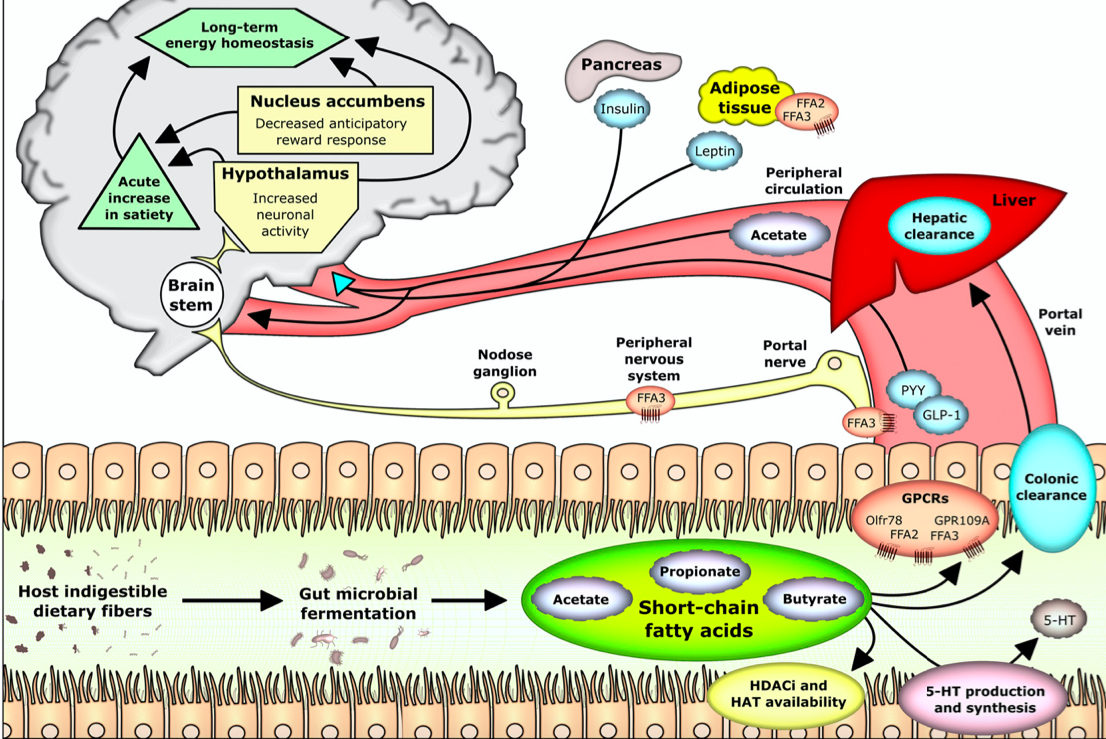 Long-term
energy homeostasis
Nucleus accumbens
Decreased anticipatory
reward response
Hypothalamus
Increased
neuronal
activity
Acute
increase
in satiety
Brain
stem
Pancreas
Insulin
Adipose
tissue
FFA2
FFA3
Leptin
Peripheral
circulation
Acetate
Liver
Hepatic
clearance
Portal
vein
Nodose
ganglion
Peripheral
nervous
system
FFA3
Portal
nerve
FFA3
PYY
GLP-1
Colonic
clearance
GPCRs
Olfr78
GPR109A
FFA2
FFA3
Host indigestible
dietary fibers
Gut microbial
fermentation
Acetate
Propionate
Butyrate
Short-chain
fatty acids
5-HT
HDACi and
HAT availability
5-HT production
and synthesis